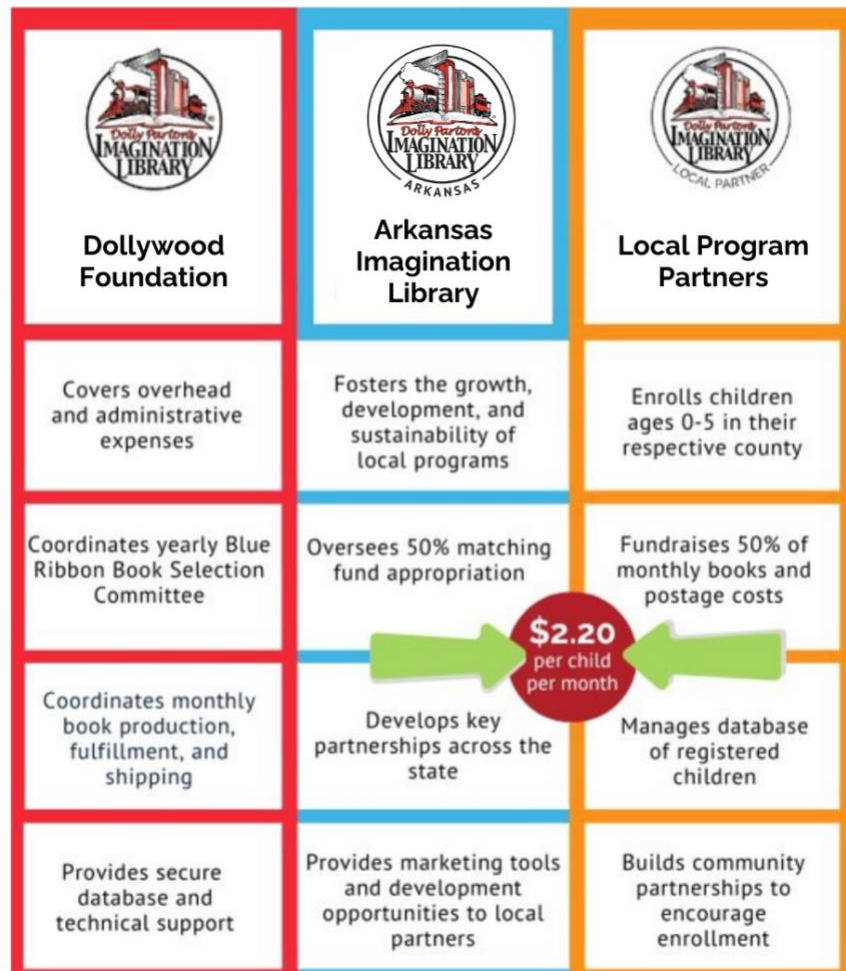 Dolly Parton's
IMAGINATION
LIBRARY
®
Dollywood
Foundation
Dolly Parton's
IMAGINATION
LIBRARY
ARKANSAS
Arkansas
Imagination
Library
Dolly Parton's
IMAGINATION
LIBRARY
LOCAL PARTNER
Local Program
Partners
Covers overhead
and administrative
expenses
Fosters the growth,
development, and
sustainability of
local programs
Enrolls children
ages 0-5 in their
respective county
Coordinates yearly Blue
Ribbon Book Selection
Committee
Oversees 50% matching
fund appropriation
Fundraises 50% of
monthly books and
postage costs
$2.20
per child
per month
Coordinates monthly
book production,
fulfillment, and
shipping
Develops key
partnerships across the
state
Manages database
of registered
children
Provides secure
database and
technical support
Provides marketing tools
and development
opportunities to local
partners
Builds community
partnerships to
encourage
enrollment